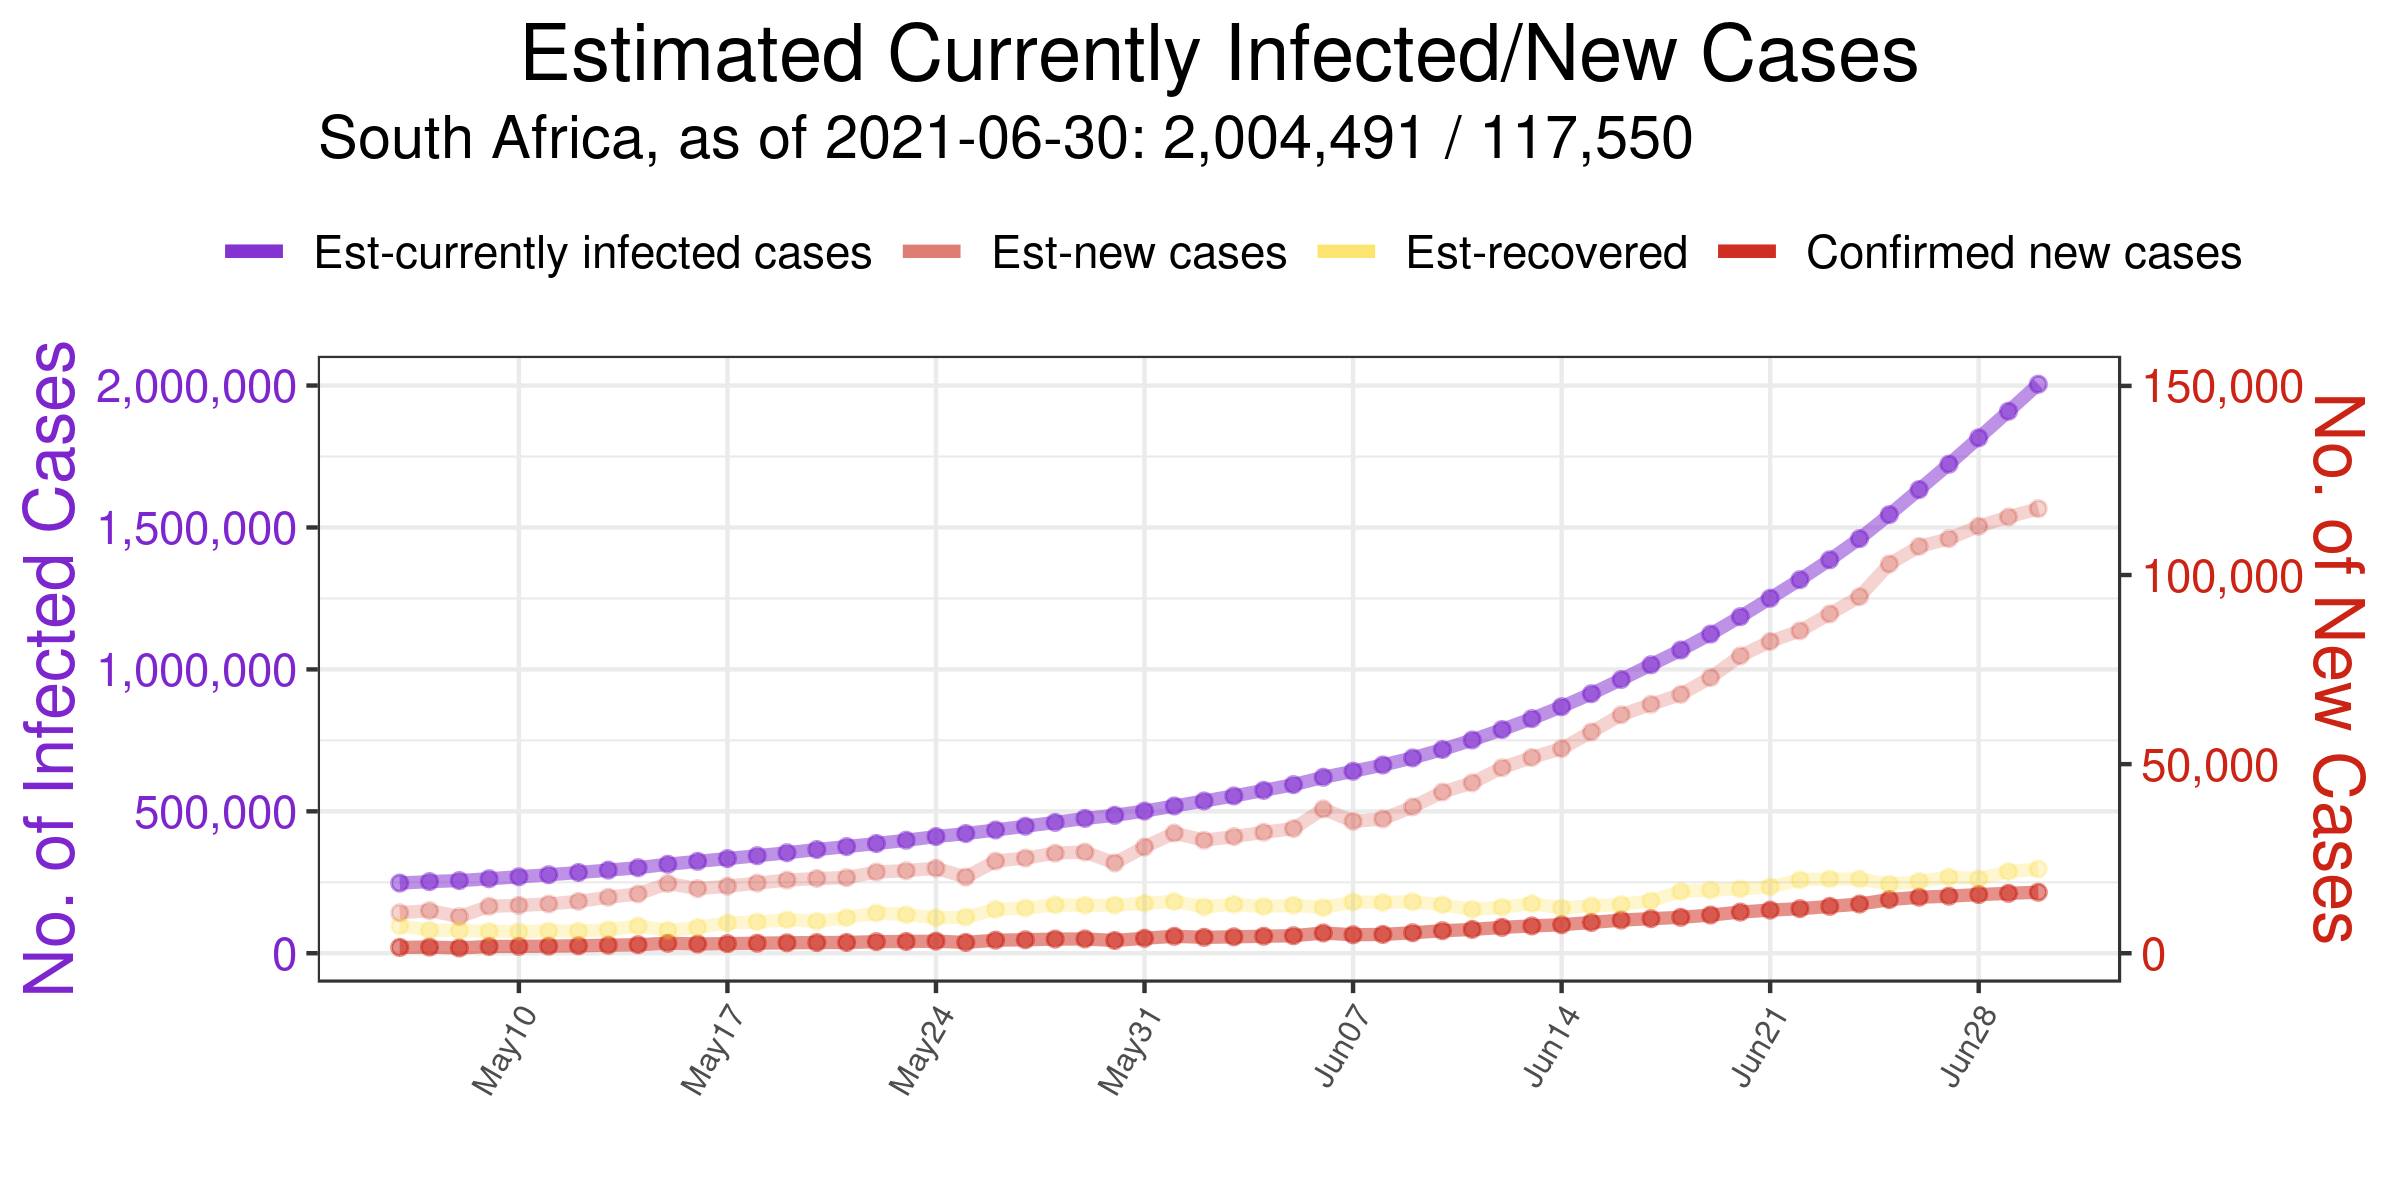 Estimated Currently Infected/New Cases
South Africa, as of 2021-06-30: 2,004,491 / 117,550
Est-currently infected cases Est-new cases Est-recovered Confirmed new cases
No. of Infected Cases
2,000,000
1,500,000
1,000,000
500,000
0
150,000
100,000
50,000
0
No. of New Cases
May10 May17 May24 May31 Jun07 Jun14 Jun21 Jun28